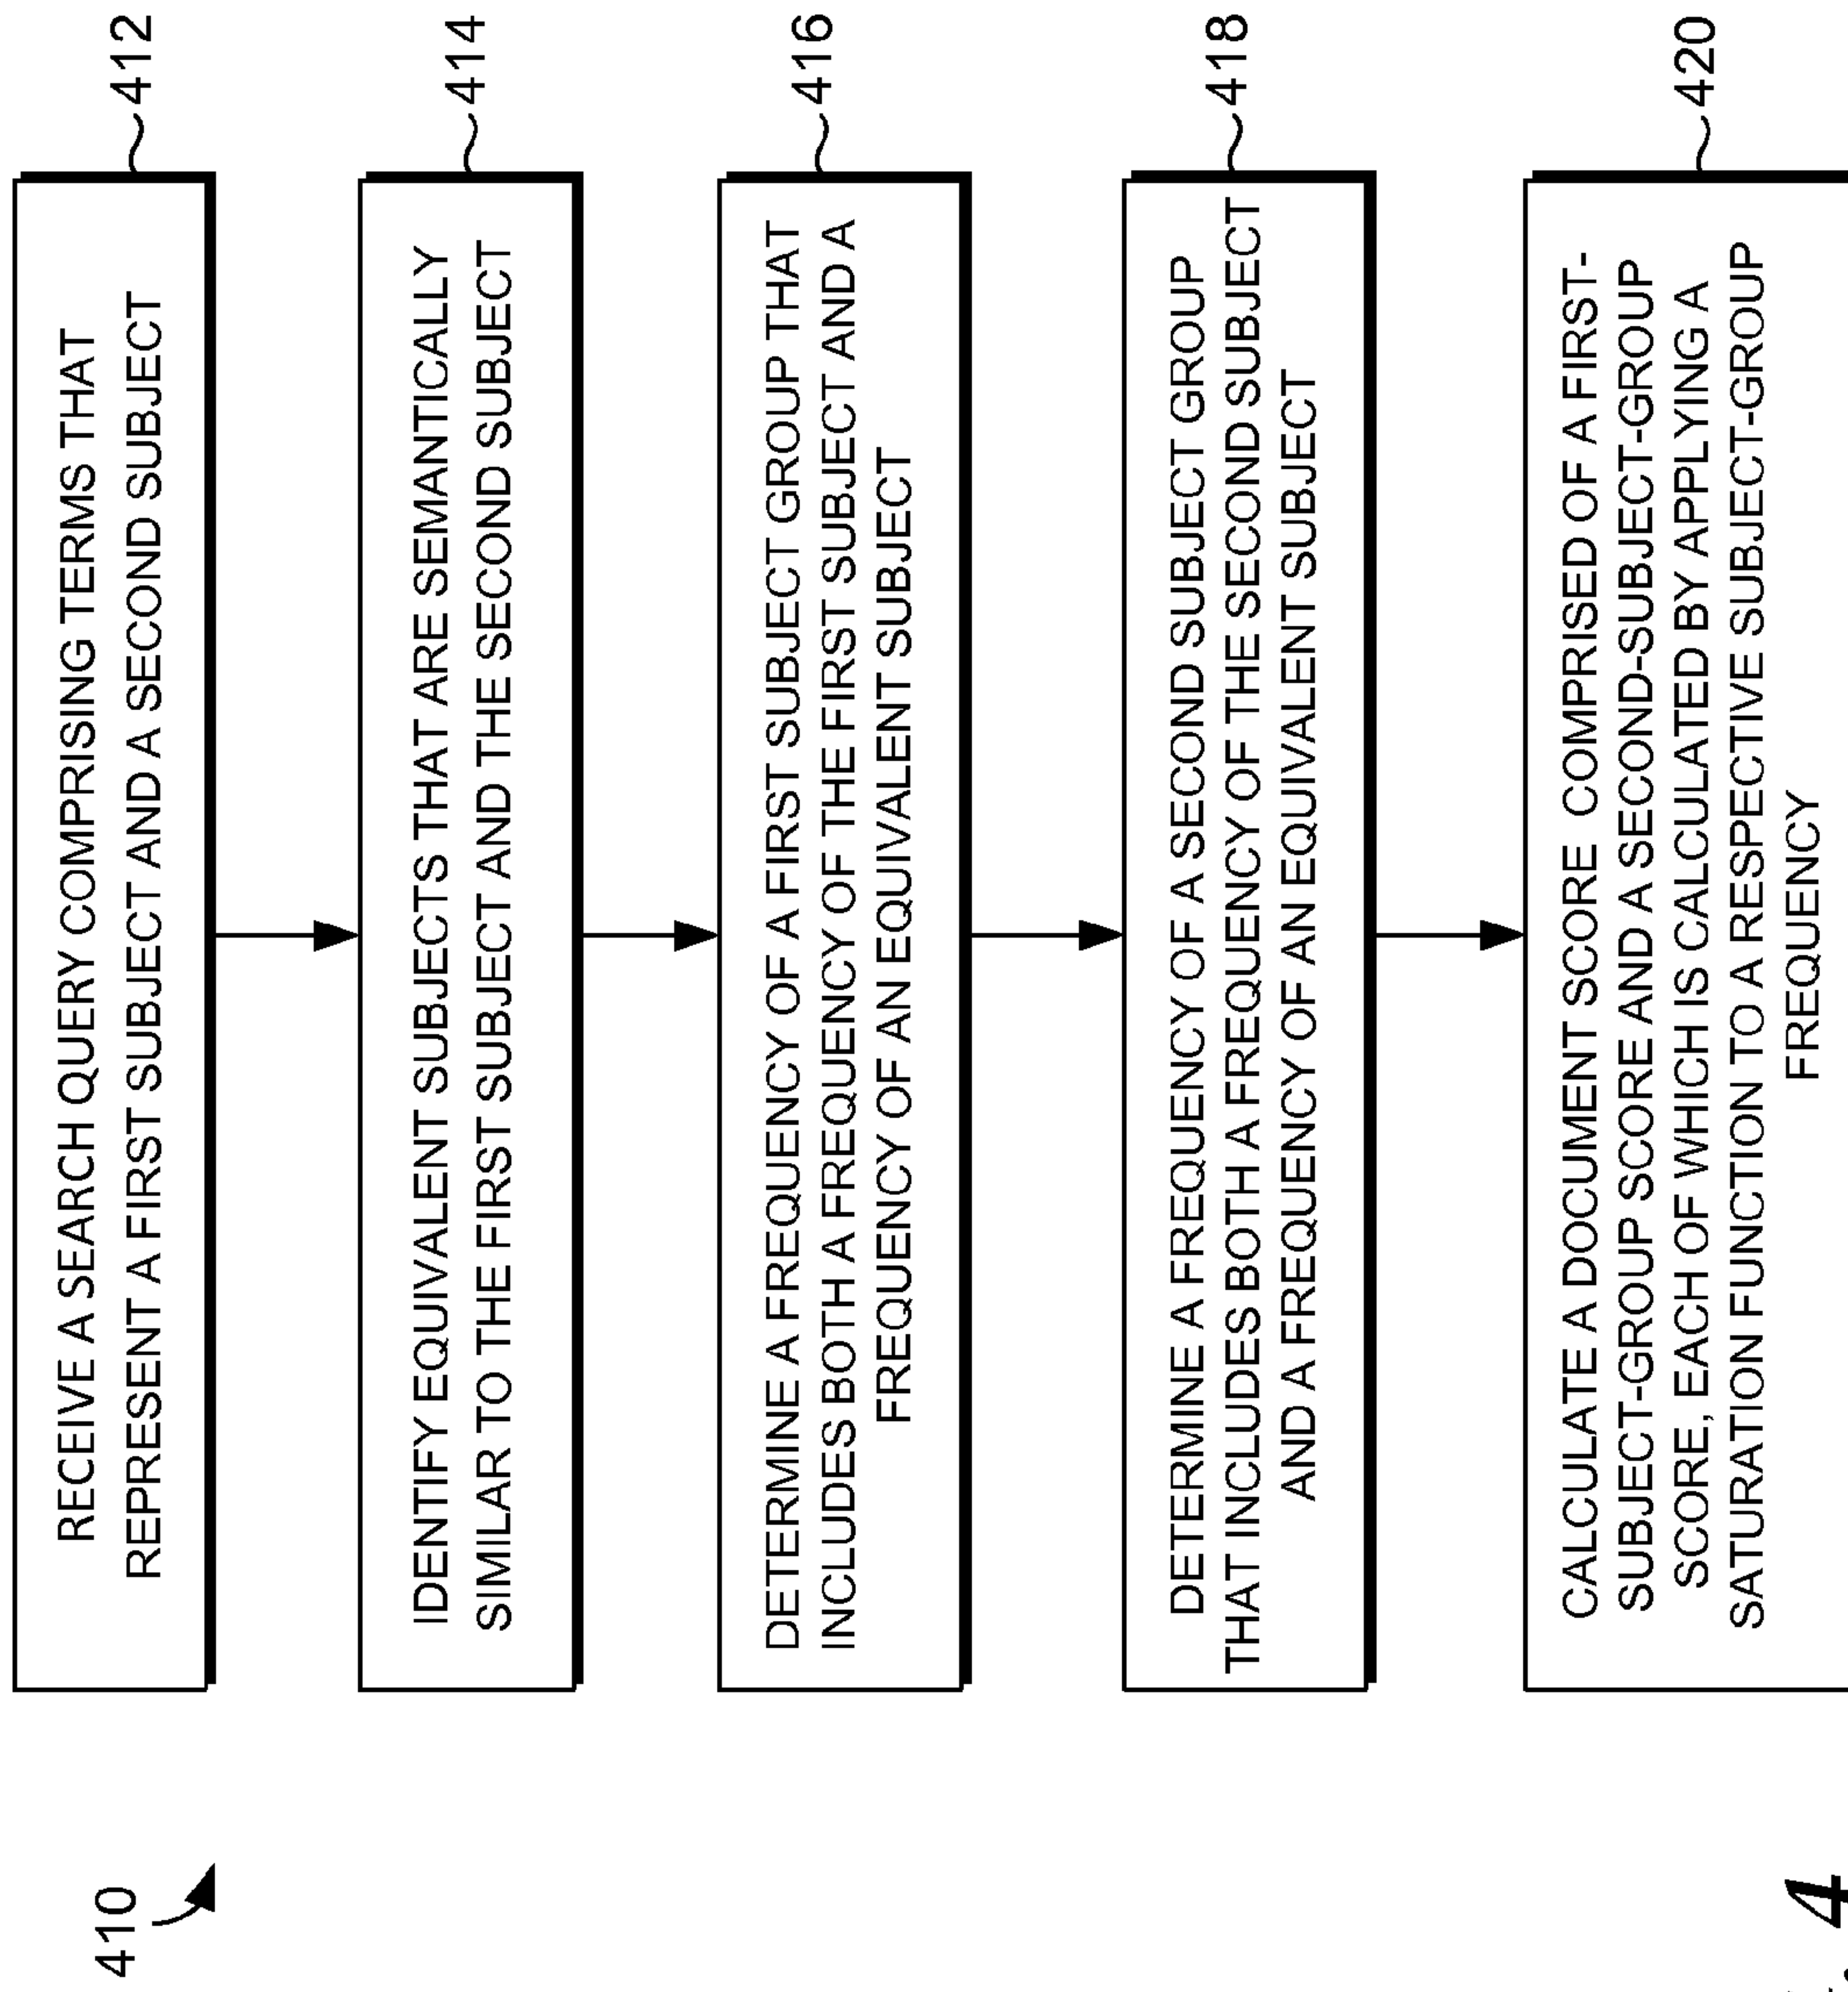 410
RECEIVE A SEARCH QUERY COMPRISING TERMS THAT
REPRESENT A FIRST SUBJECT AND A SECOND SUBJECT
412
IDENTIFY EQUIVALENT SUBJECTS THAT ARE SEMANTICALLY
SIMILAR TO THE FIRST SUBJECT AND THE SECOND SUBJECT
414
DETERMINE A FREQUENCY OF A FIRST SUBJECT GROUP THAT
INCLUDES BOTH A FREQUENCY OF THE FIRST SUBJECT AND A
FREQUENCY OF AN EQUIVALENT SUBJECT
416
DETERMINE A FREQUENCY OF A SECOND SUBJECT GROUP
THAT INCLUDES BOTH A FREQUENCY OF THE SECOND SUBJECT
AND A FREQUENCY OF AN EQUIVALENT SUBJECT
418
CALCULATE A DOCUMENT SCORE COMPRISED OF A FIRST-
SUBJECT-GROUP SCORE AND A SECOND-SUBJECT-GROUP
SCORE, EACH OF WHICH IS CALCULATED BY APPLYING A
SATURATION FUNCTION TO A RESPECTIVE SUBJECT-GROUP
FREQUENCY
420
4